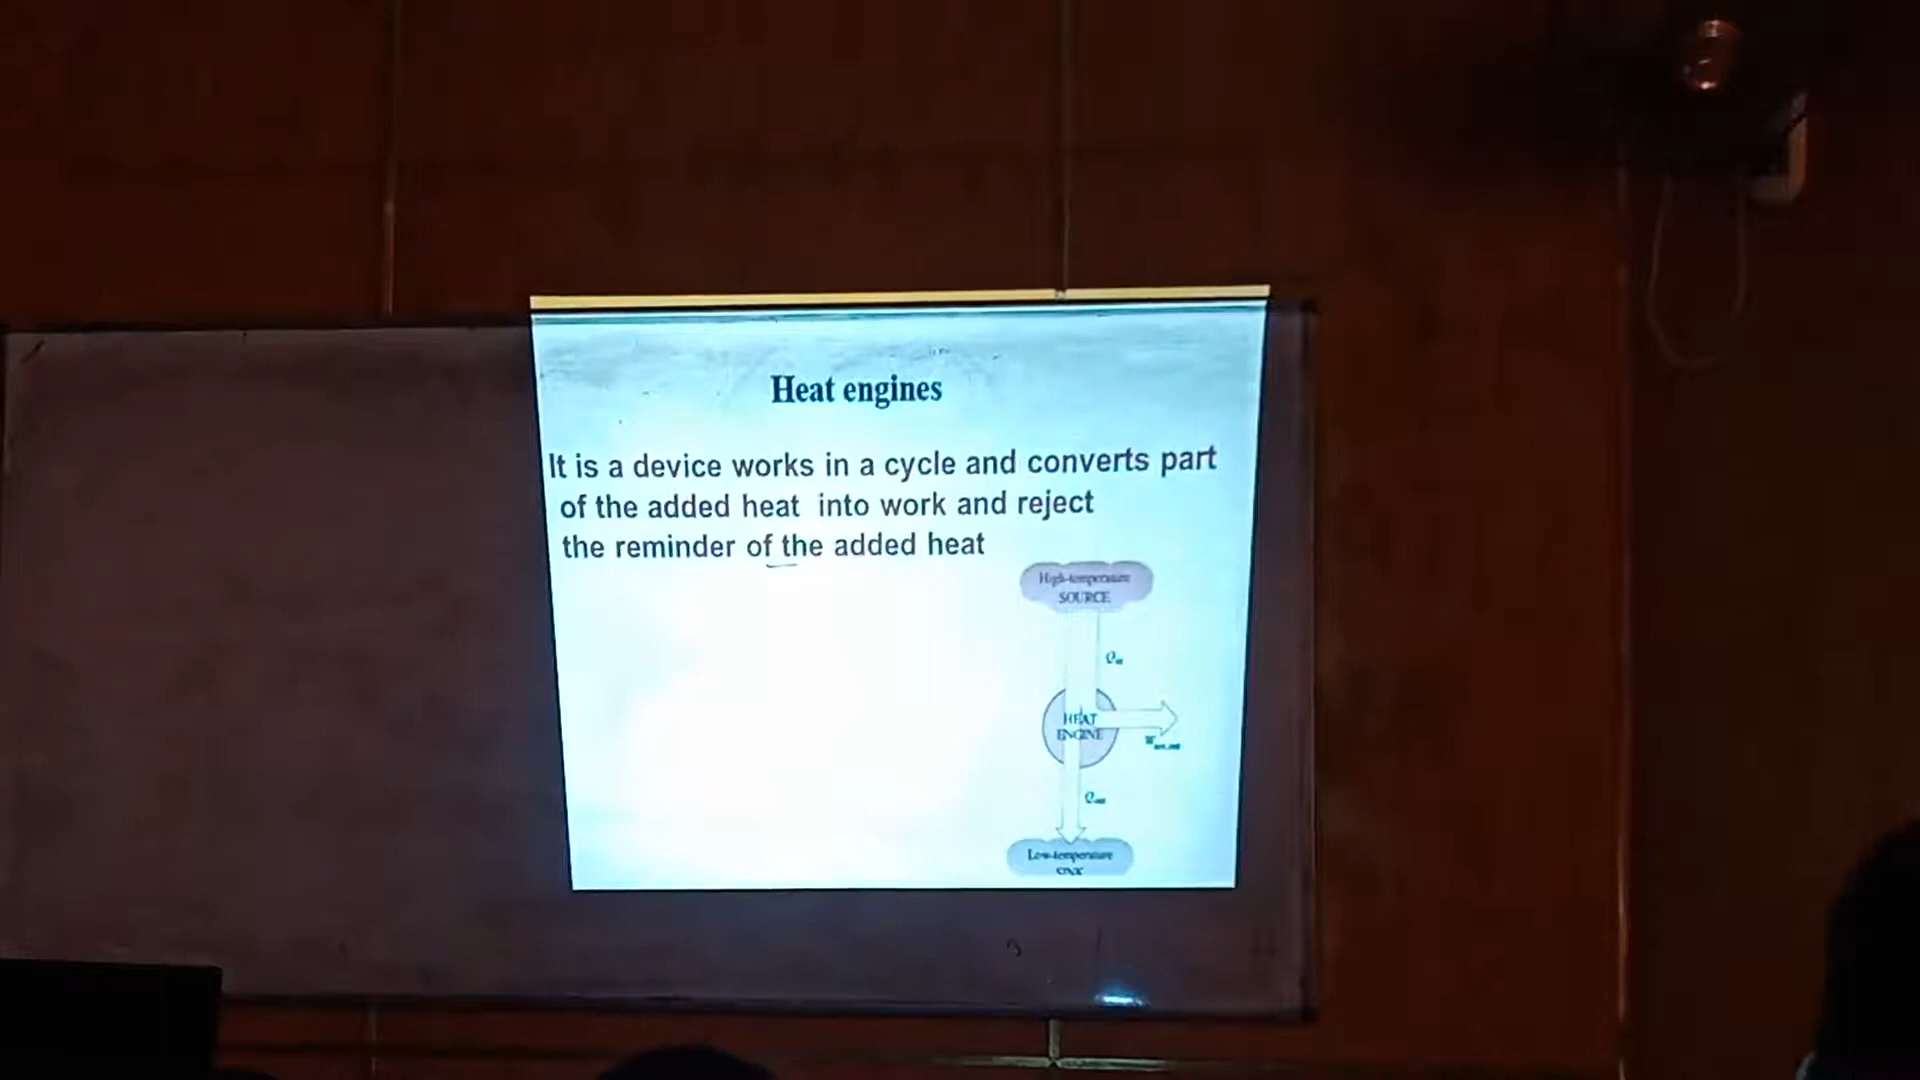 Heat engines
It is a device works in a cycle and converts part
of the added heat into work and reject
the reminder of the added heat
High-temperature
SOURCE
HEAT
ENGINE
Low-temperature